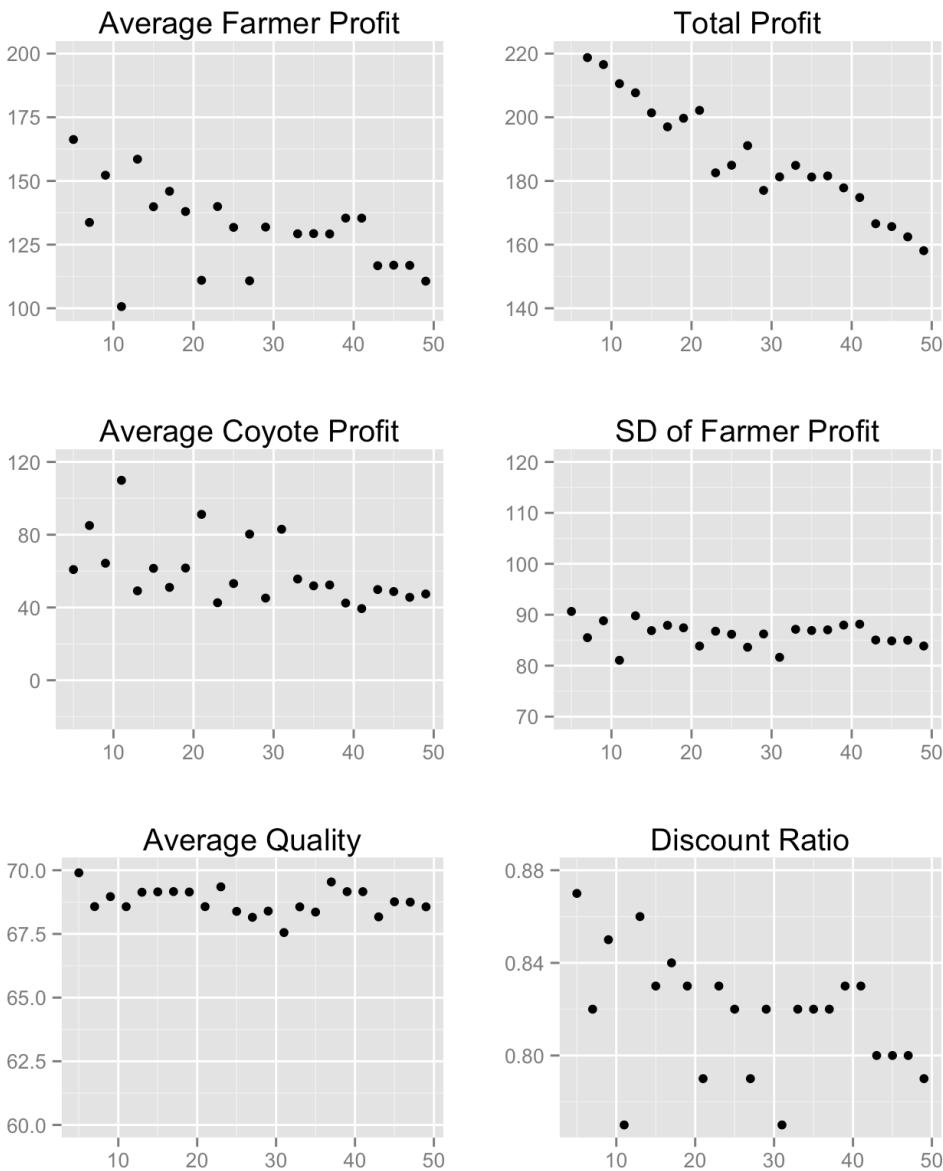 Average Farmer Profit
200
175
150
125
100
10 20 30 40 50
Total Profit
220
200
180
160
140
10 20 30 40 50
Average Coyote Profit
120
80
40
0
10 20 30 40 50
SD of Farmer Profit
120
110
100
90
80
70
10 20 30 40 50
Average Quality
70.0
67.5
65.0
62.5
60.0
10 20 30 40 50
Discount Ratio
0.88
0.84
0.80
10 20 30 40 50